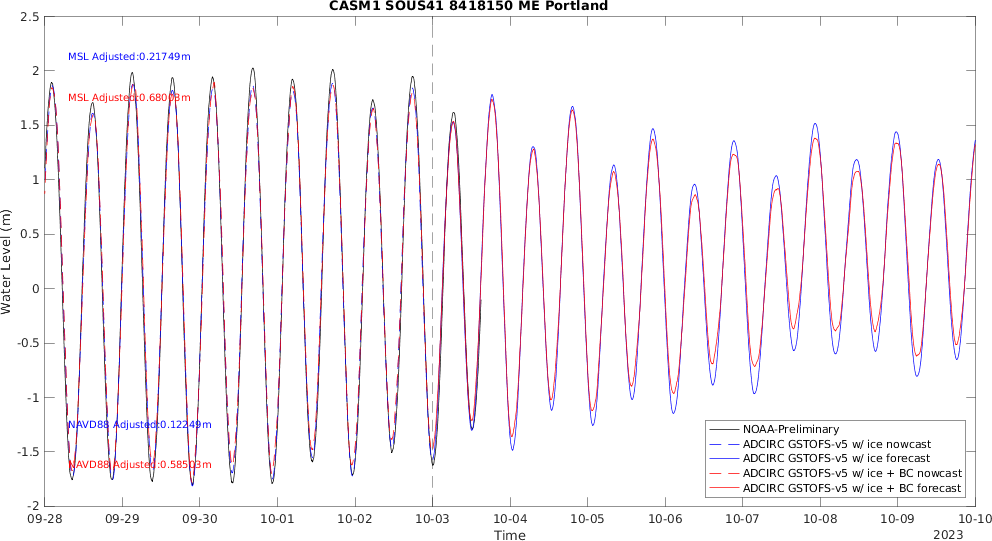 CASM1 SOUS41 8418150 ME Portland
2.5
2
1.5
1
0.5
0
-0.5
-1
-1.5
-2
Water Level (m)
MSL Adjusted:0.21749m
MSL Adjusted:0.68003m
NAVD88 Adjusted:0.12249m
NAVD88 Adjusted:0.58503m
NOAA-Preliminary
ADCIRC GSTOFS-v5 w/ ice nowcast
ADCIRC GSTOFS-v5 w/ ice forecast
ADCIRC GSTOFS-v5 w/ ice + BC nowcast
ADCIRC GSTOFS-v5 w/ ice + BC forecast
09-28 09-29 09-30 10-01 10-02 10-03 10-04 10-05 10-06 10-07 10-08 10-09 10-10
Time
2023